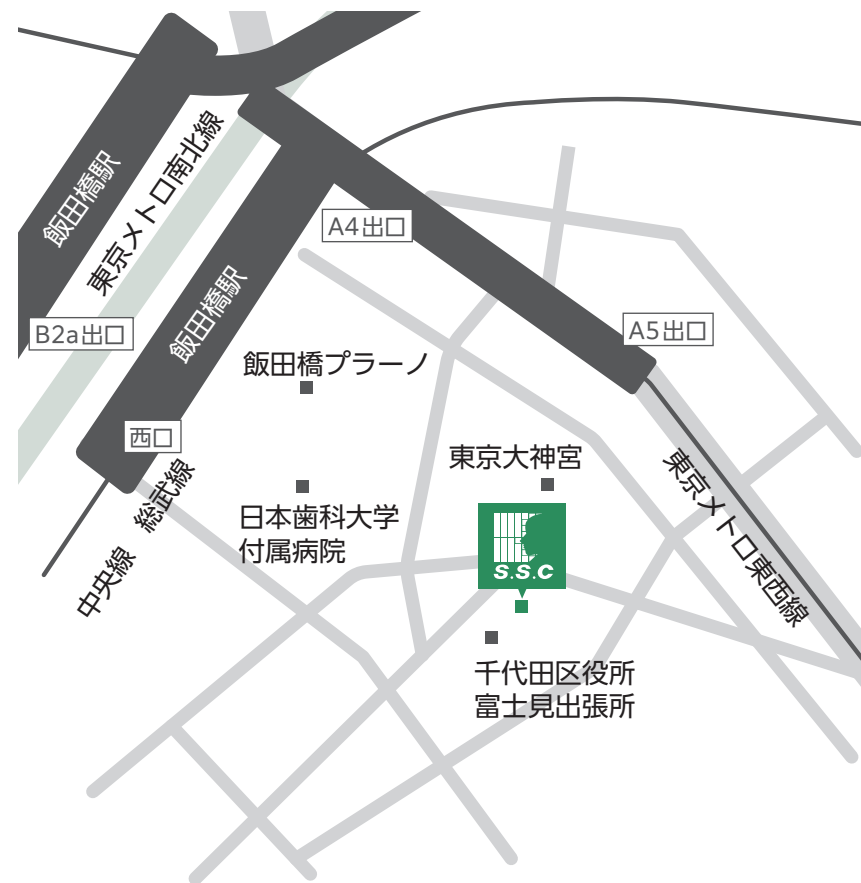 飯田橋駅
東京メトロ南北線
A4出口
B2a出口
飯田橋駅
A5出口
飯田橋プラーノ
西口
東京大神宮
総武線
中央線
日本歯科大学
付属病院
東京メトロ東西線
S.S.C
千代田区役所
富士見出張所